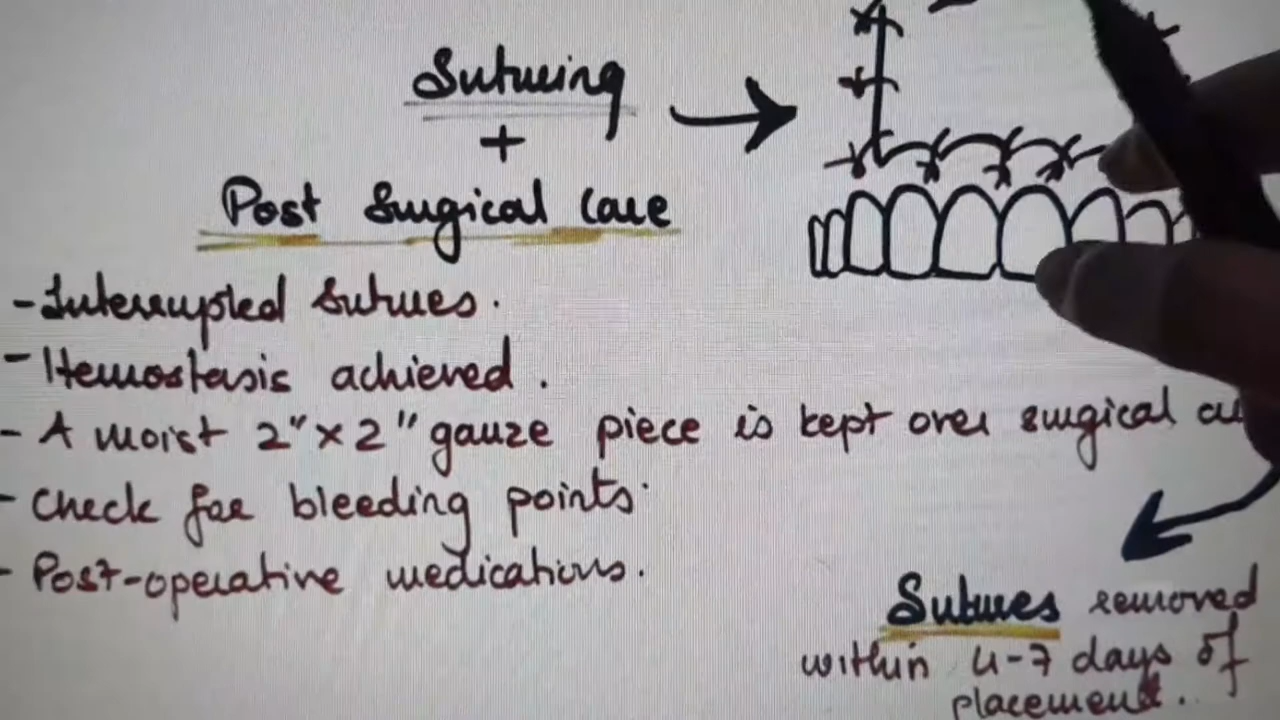 Suturing
+
Post Surgical Care
- Interrupted Sutures.
- Hemostasis achieved.
- A moist 2"x2" gauze piece is kept over surgical
- Check for bleeding points.
- Post-operative medications.
Sutures removed
within 4-7 days of
placement.